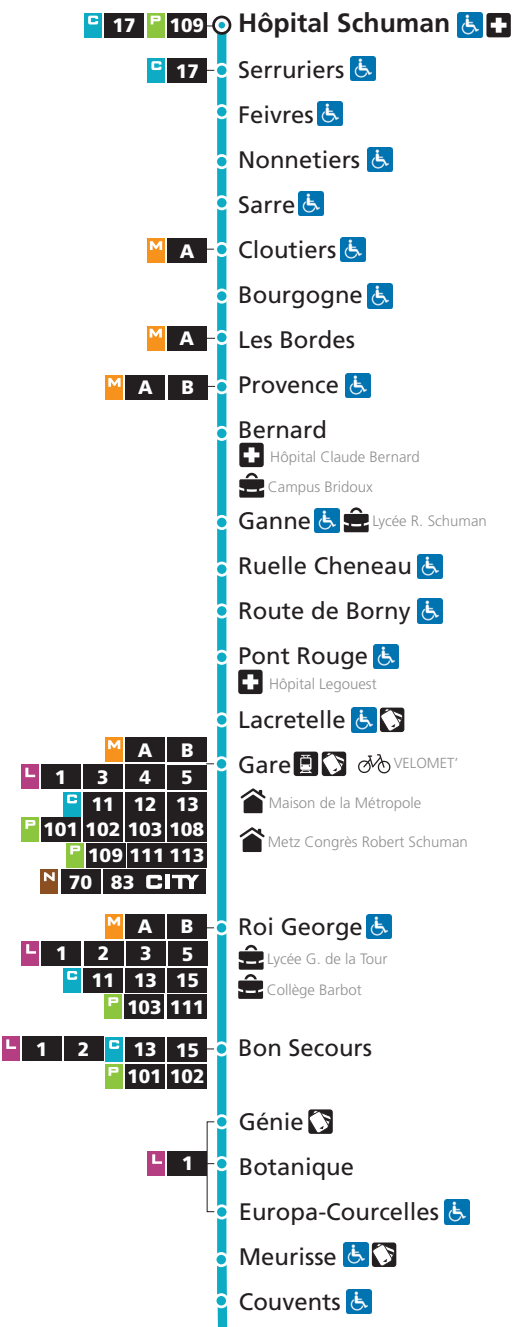 C 17 P 109 Hôpital Schuman
C 17 Serruriers
Feivres
Nonnetiers
Sarre
M A Cloutiers
Bourgogne
M A Les Bordes
M A B Provence
Bernard
Hôpital Claude Bernard
Campus Bridoux
Ganne Lycée R. Schuman
Ruelle Cheneau
Route de Borny
Pont Rouge
Hôpital Legouest
Lacretelle
M A B
Gare VELOMET'
L 1 3 4 5
C 11 12 13
Maison de la Métropole
P 101 102 103 108
Metz Congrès Robert Schuman
P 109 111 113
N 70 83 CITY
M A B Roi George
L 1 2 3 5
Lycée G. de la Tour
C 11 13 15
Collège Barbot
P 103 111
L 1 2 C 13 15 Bon Secours
P 101 102
Génie
L 1 Botanique
Europa-Courcelles
Meurisse
Couvents